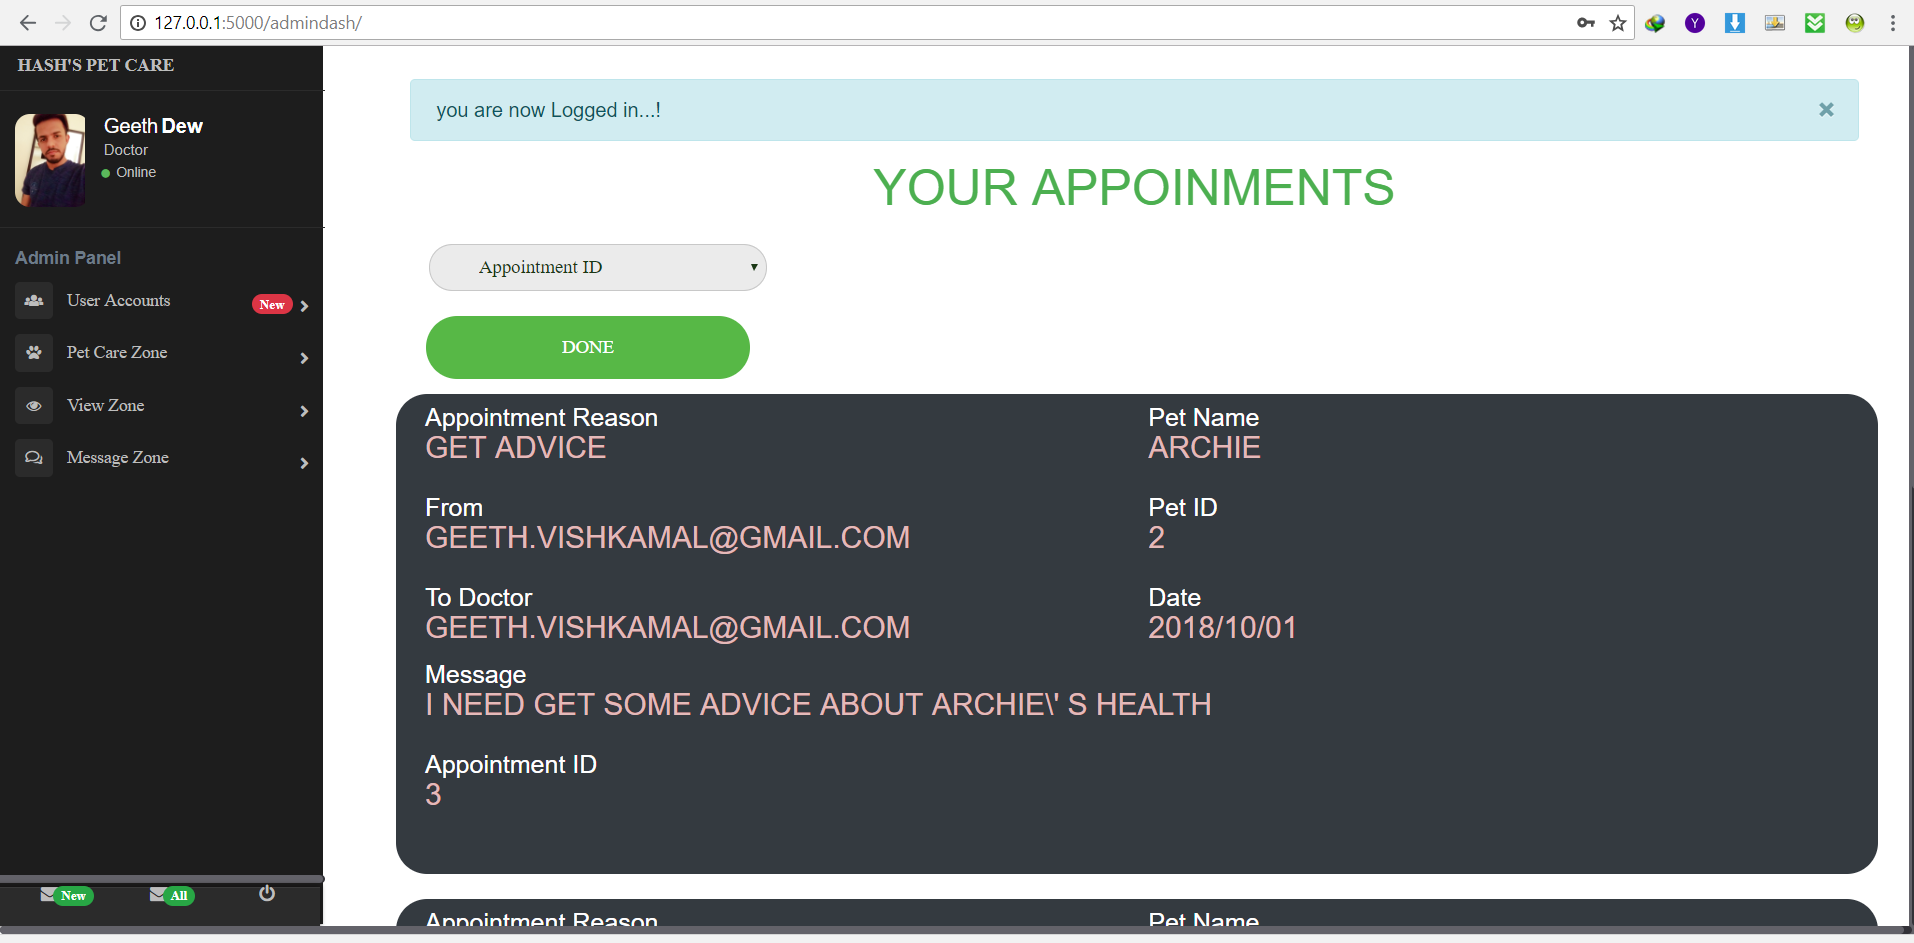 127.0.0.1:5000/admindash/
Y
HASH'S PET CARE
Geeth Dew
Doctor
Online
Admin Panel
User Accounts New
Pet Care Zone
View Zone
Message Zone
New All
you are now Logged in...! ×
YOUR APPOINMENTS
Appointment ID
DONE
Appointment Reason Pet Name
GET ADVICE ARCHIE
From Pet ID
GEETH.VISHKAMAL@GMAIL.COM 2
To Doctor Date
GEETH.VISHKAMAL@GMAIL.COM 2018/10/01
Message
I NEED GET SOME ADVICE ABOUT ARCHIE\' S HEALTH
Appointment ID
3
Appointment Reason Pet Name